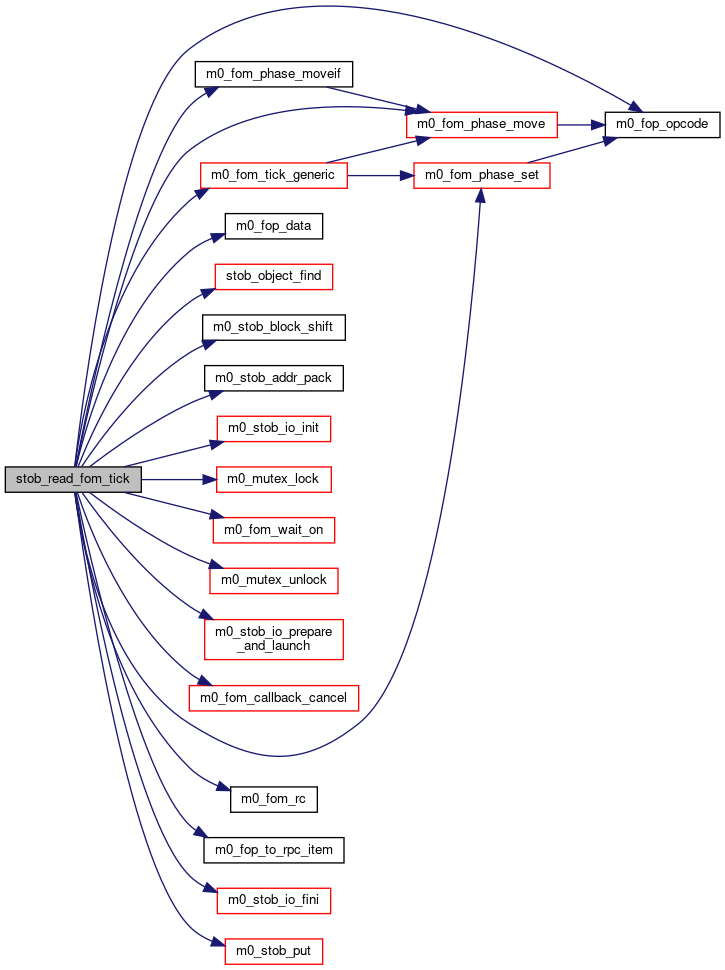 m0_fom_phase_moveif
m0_fom_phase_move
m0_fop_opcode
m0_fom_tick_generic
m0_fom_phase_set
m0_fop_data
stob_object_find
m0_stob_block_shift
m0_stob_addr_pack
m0_stob_io_init
stob_read_fom_tick
m0_mutex_lock
m0_fom_wait_on
m0_mutex_unlock
m0_stob_io_prepare
_and_launch
m0_fom_callback_cancel
m0_fom_rc
m0_fop_to_rpc_item
m0_stob_io_fini
m0_stob_put